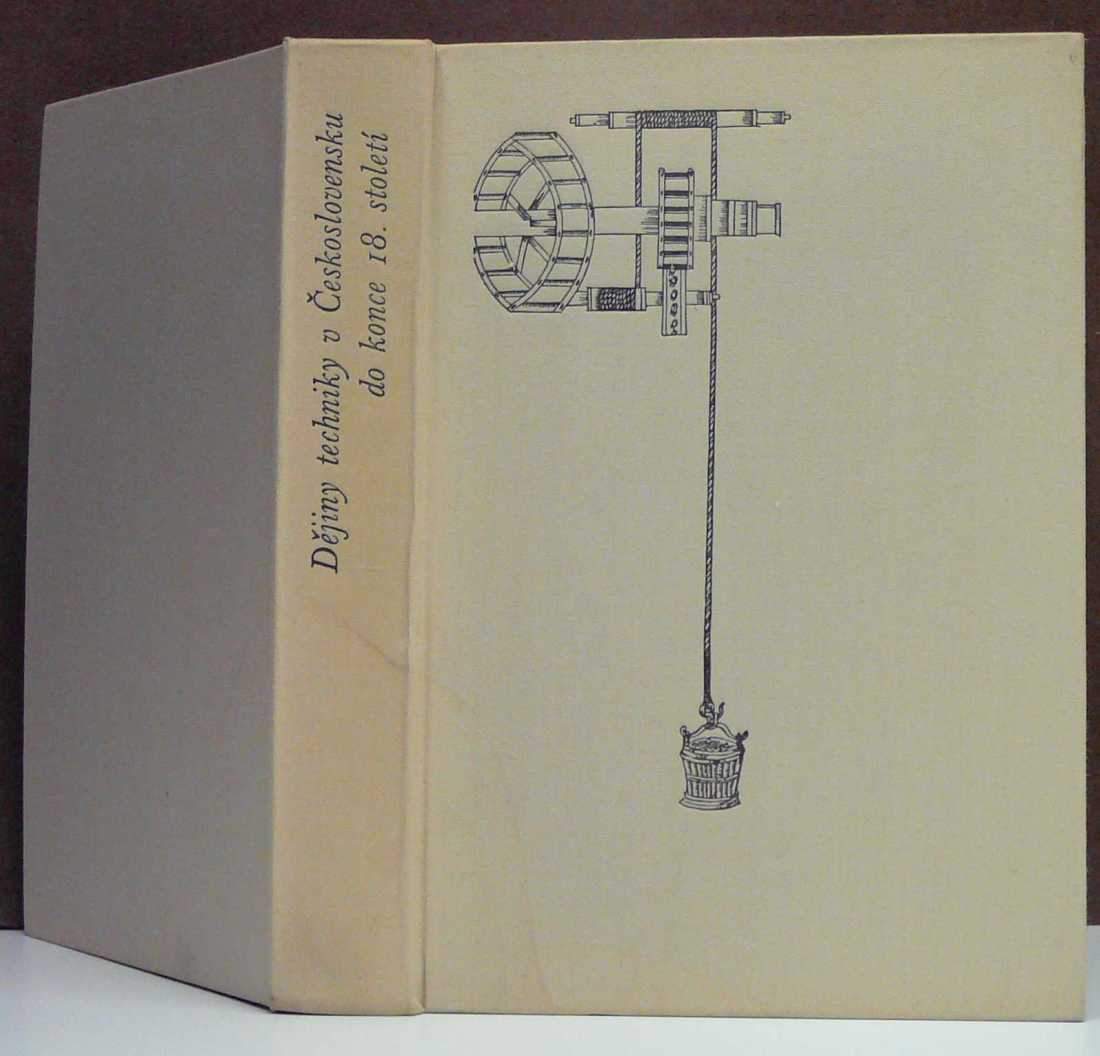 Dějiny techniky v Československu
do konce 18. století